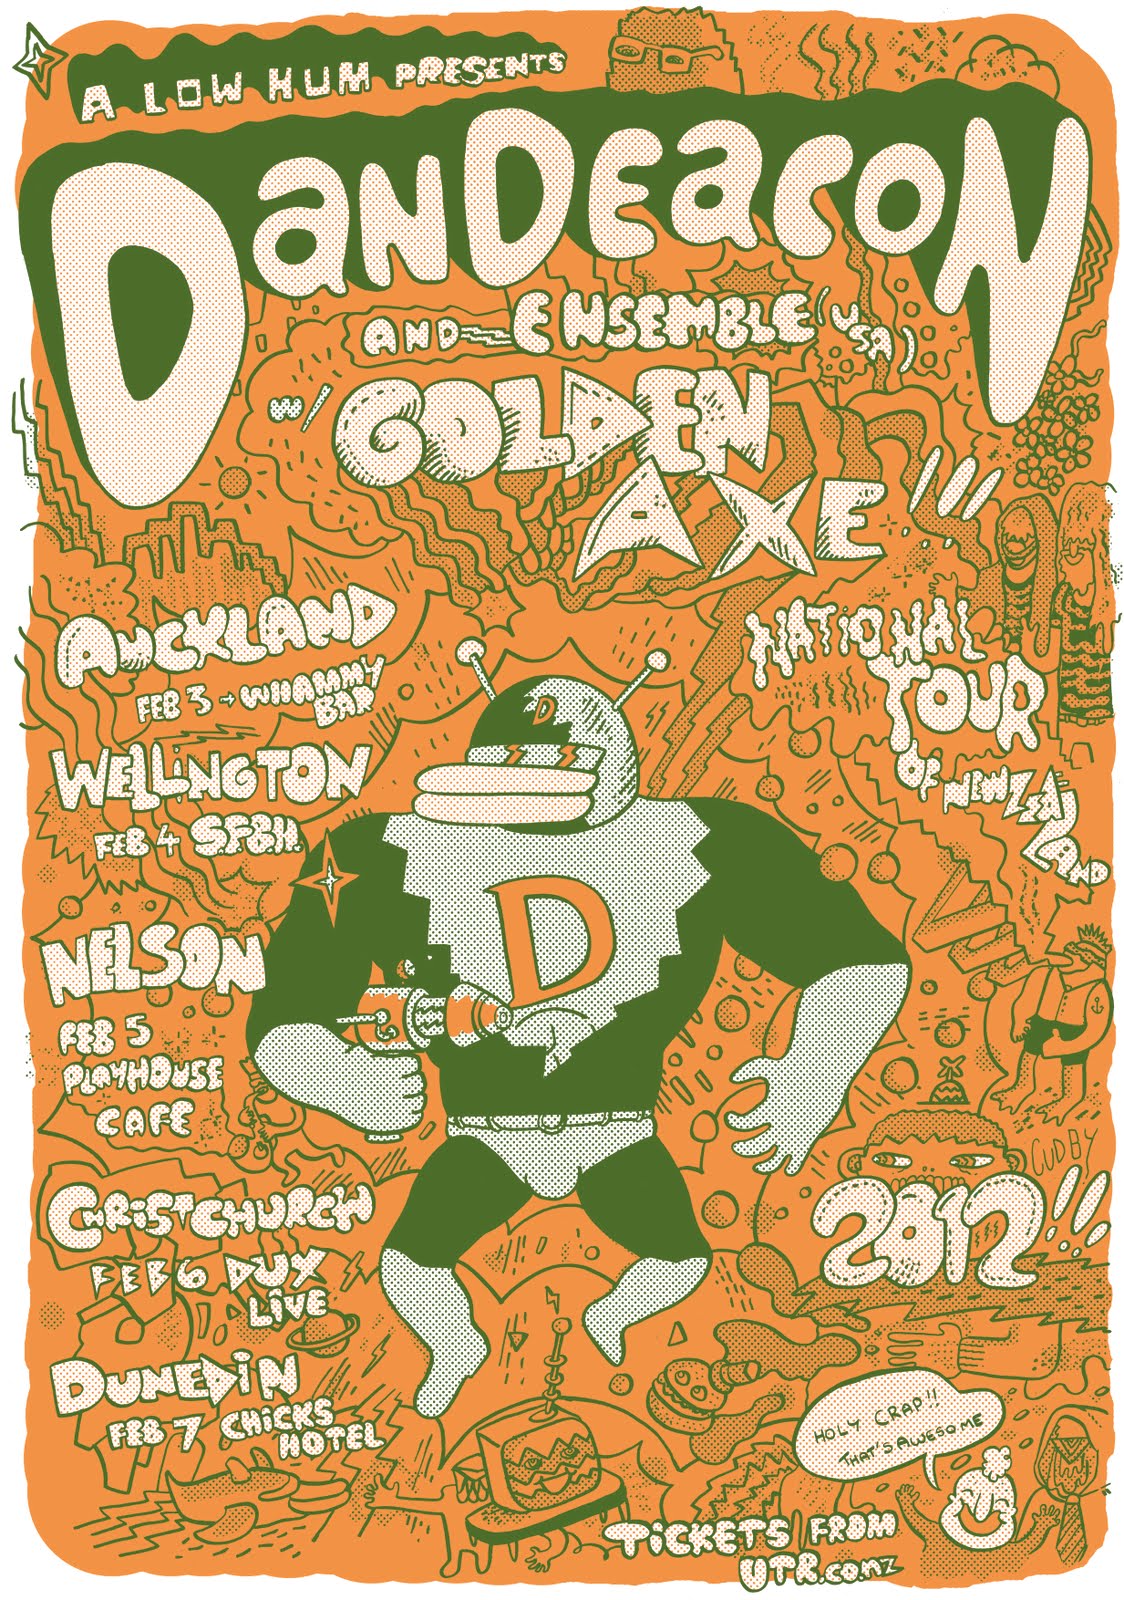 A LOW HUM PRESENTS
DAN DEACON
AND ENSEMBLE (USA)
W/ GOLDEN
AXE
AUCKLAND
FEB 3 → WHAMMY
BAR
WELLINGTON
FEB 4 S.F.B.H.
NELSON
FEB 5
PLAYHOUSE
CAFE
CHRISTCHURCH
FEB 6 DUX
LIVE
DUNEDIN
FEB 7 CHICKS
HOTEL
NATIONAL
TOUR
OF NEW ZEALAND
D
D
CUDBY
2012!!
HOLY CRAP!!
THAT'S AWESOME
TICKETS FROM
UTR.co.nz